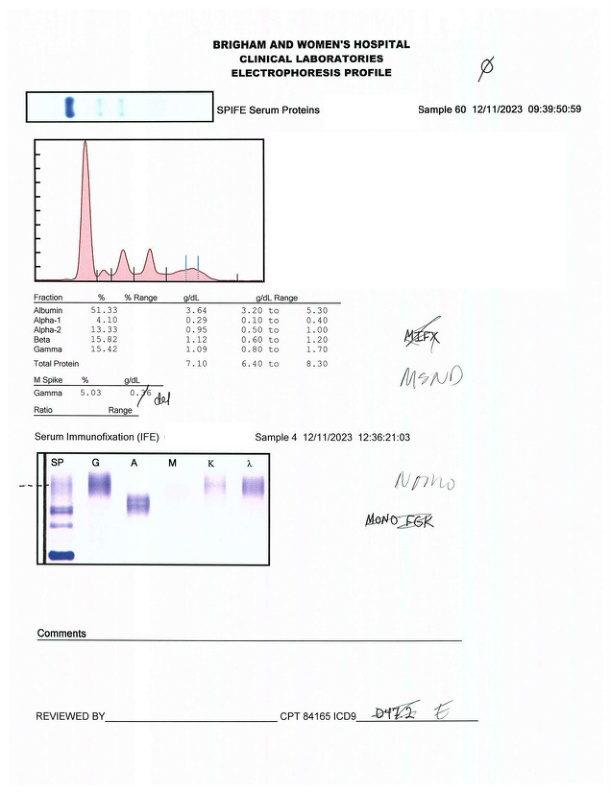 BRIGHAM AND WOMEN'S HOSPITAL
CLINICAL LABORATORIES
ELECTROPHORESIS PROFILE
SPIFE Serum Proteins Sample 60 12/11/2023 09:39:50:59
Fraction % % Range g/dL g/dL Range
Albumin 51.33 3.64 3.20 to 5.30
Alpha-1 4.10 0.29 0.10 to 0.40
Alpha-2 13.33 0.95 0.50 to 1.00
Beta 15.82 1.12 0.60 to 1.20
Gamma 15.42 1.09 0.80 to 1.70
MIFX
Total Protein 7.10 6.40 to 8.30
MSND
M Spike % g/dL
Gamma 5.03 0.36 del
Ratio Range
Serum Immunofixation (IFE) Sample 4 12/11/2023 12:36:21:03
SP G A M K λ
MONO IGK
Comments
REVIEWED BY CPT 84165 ICD9 D472 E